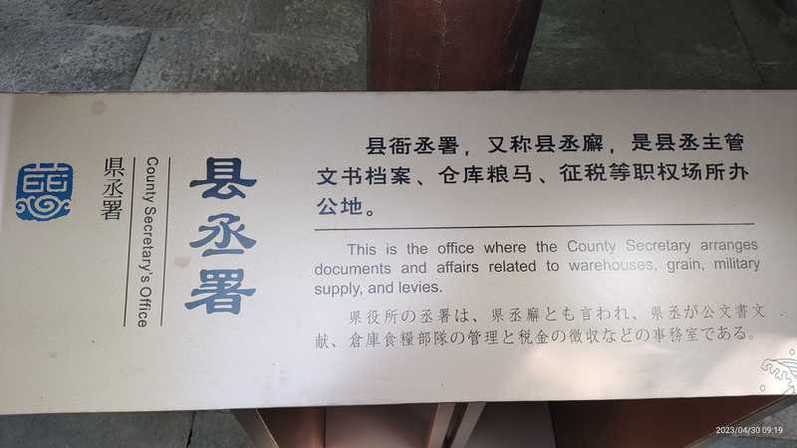 县丞署
County Secretary's Office
県丞署
县衙丞署，又称县丞廨，是县丞主管
文书档案、仓库粮马、征税等职权场所办
公地。
This is the office where the County Secretary arranges
documents and affairs related to warehouses, grain, military
supply, and levies.
県役所の丞署は、県丞廨とも言われ、県丞が公文書文
献、倉庫食糧部隊の管理と税金の徴収などの事務室である。
2023/04/30 09:19